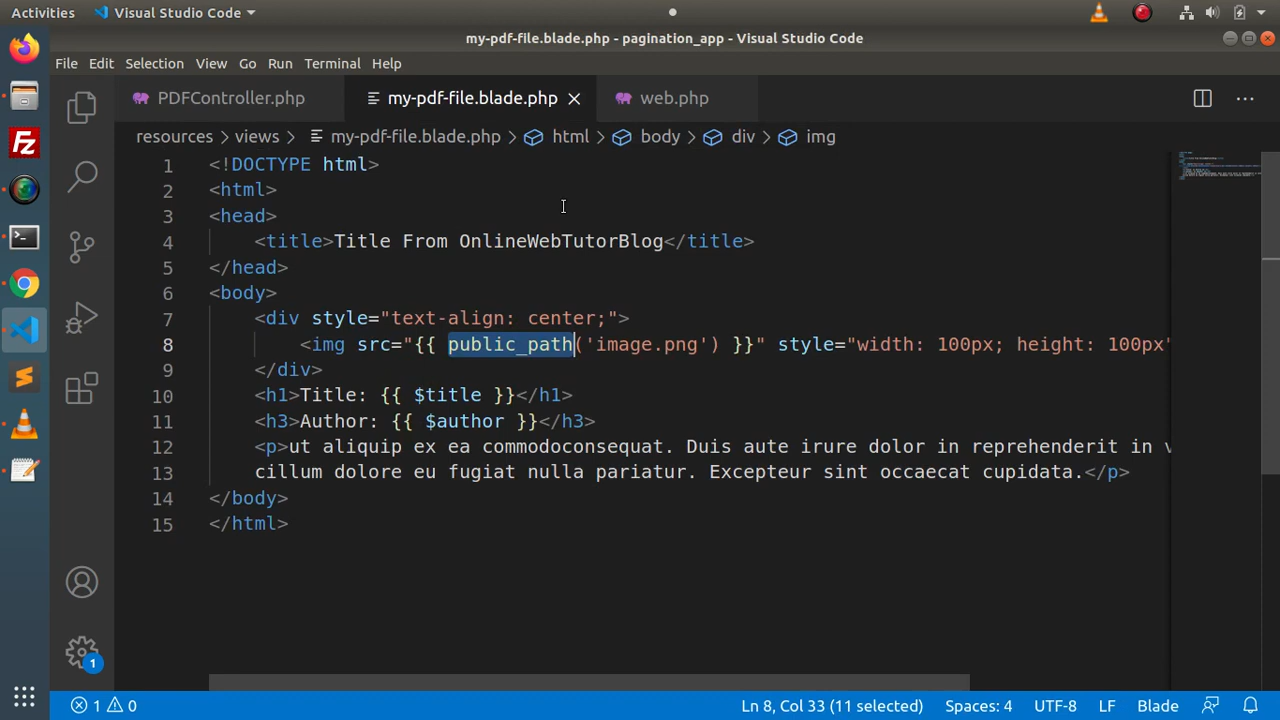 Activities Visual Studio Code
my-pdf-file.blade.php - pagination_app - Visual Studio Code
File Edit Selection View Go Run Terminal Help
PDFController.php my-pdf-file.blade.php web.php
resources > views > my-pdf-file.blade.php > html > body > div > img
1 <!DOCTYPE html>
2 <html>
3 <head>
4 <title>Title From OnlineWebTutorBlog</title>
5 </head>
6 <body>
7 <div style="text-align: center;">
8 <img src="{{ public_path('image.png') }}" style="width: 100px; height: 100px"
9 </div>
10 <h1>Title: {{ $title }}</h1>
11 <h3>Author: {{ $author }}</h3>
12 <p>ut aliquip ex ea commodoconsequat. Duis aute irure dolor in reprehenderit in v
13 cillum dolore eu fugiat nulla pariatur. Excepteur sint occaecat cupidata.</p>
14 </body>
15 </html>
1
1 0 Ln 8, Col 33 (11 selected) Spaces: 4 UTF-8 LF Blade